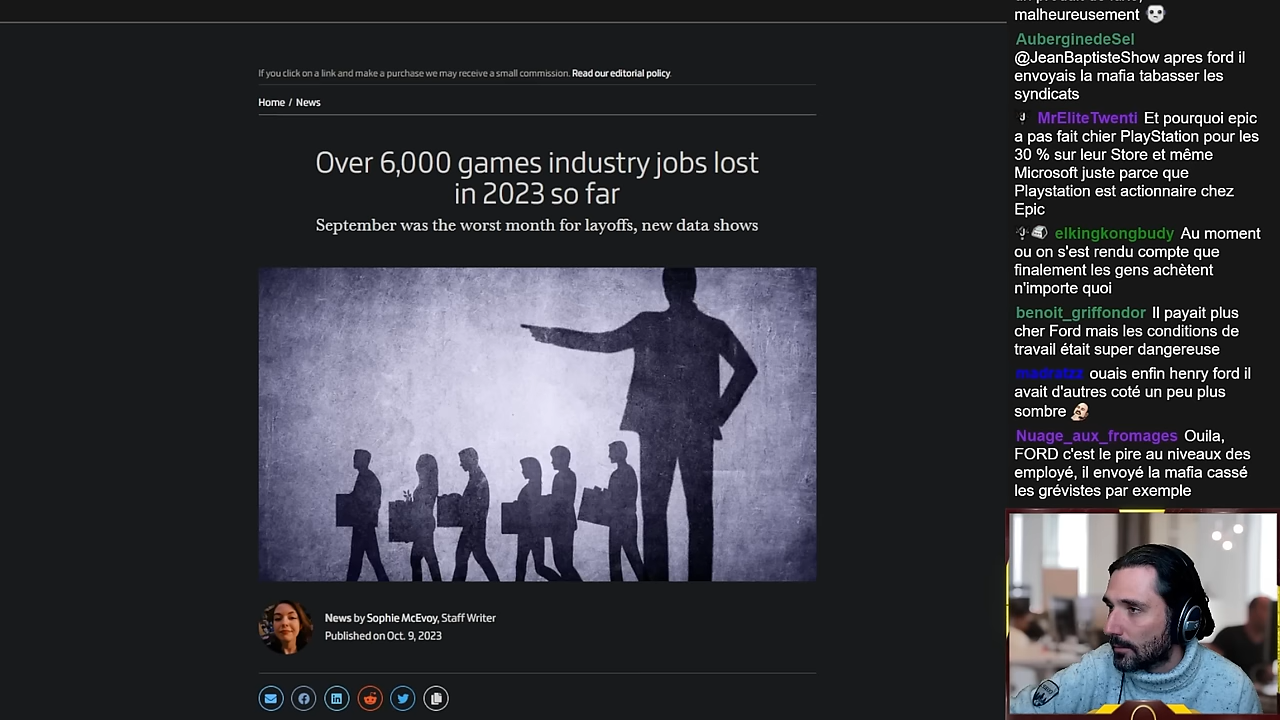 malheureusement
AuberginedeSel
@JeanBaptisteShow apres ford il
envoyais la mafia tabasser les
syndicats
MrEliteTwenti Et pourquoi epic
a pas fait chier PlayStation pour les
30 % sur leur Store et même
Microsoft juste parce que
Playstation est actionnaire chez
Epic
elkingkongbudy Au moment
ou on s'est rendu compte que
finalement les gens achètent
n'importe quoi
benoit_griffondor Il payait plus
cher Ford mais les conditions de
travail était super dangereuse
ouais enfin henry ford il
avait d'autres coté un peu plus
sombre
Nuage_aux_fromages Ouila,
FORD c'est le pire au niveaux des
employé, il envoyé la mafia cassé
les grévistes par exemple
If you click on a link and make a purchase we may receive a small commission. Read our editorial policy.
Home / News
Over 6,000 games industry jobs lost
in 2023 so far
September was the worst month for layoffs, new data shows
News by Sophie McEvoy, Staff Writer
Published on Oct. 9, 2023